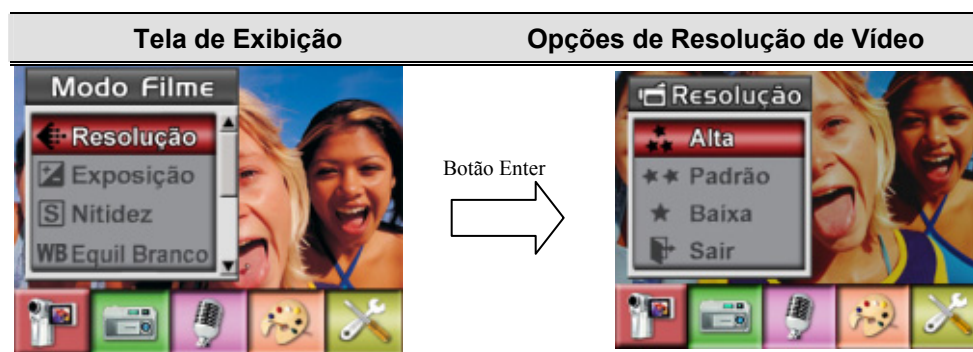 Tela de Exibição
Opções de Resolução de Vídeo
Modo Filme
Resolução
Exposição
S Nitidez
WB Equil Branco
Botão Enter
Resolução
Alta
Padrão
Baixa
Sair